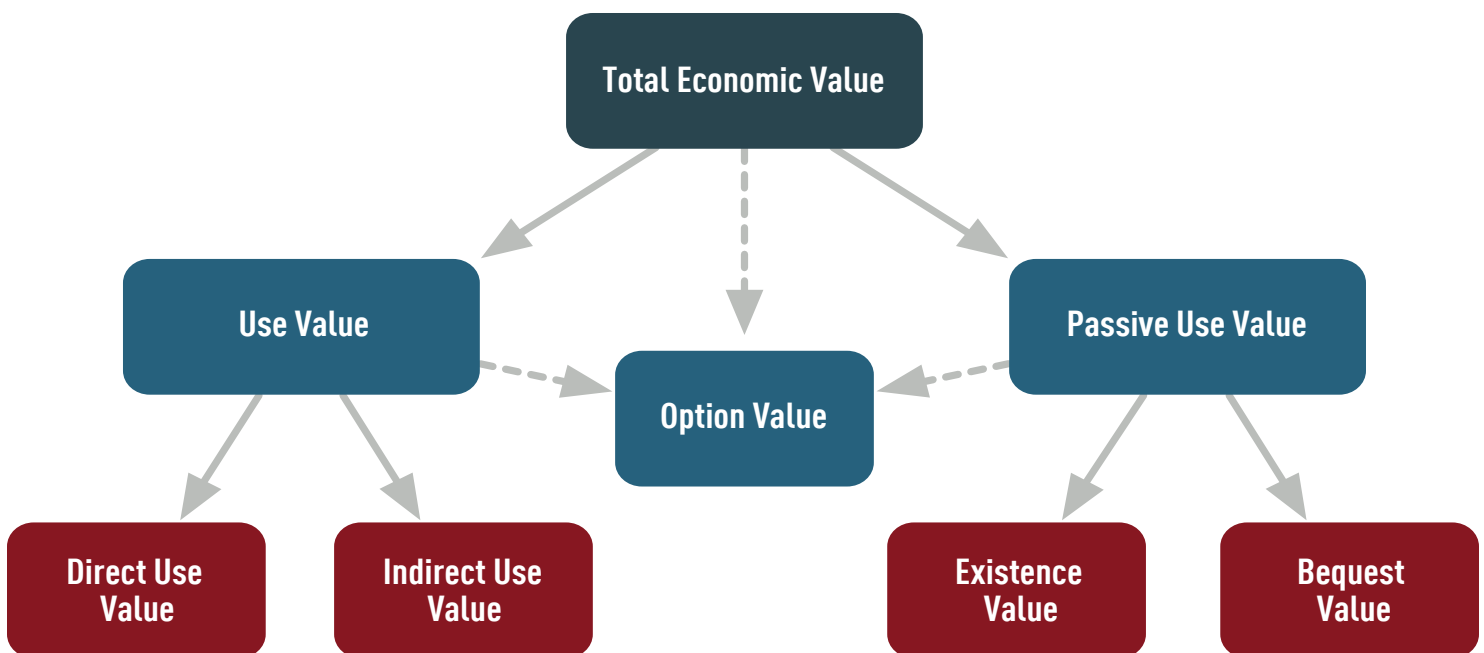 Total Economic Value
Use Value
Passive Use Value
Option Value
Direct Use
Value
Indirect Use
Value
Existence
Value
Bequest
Value